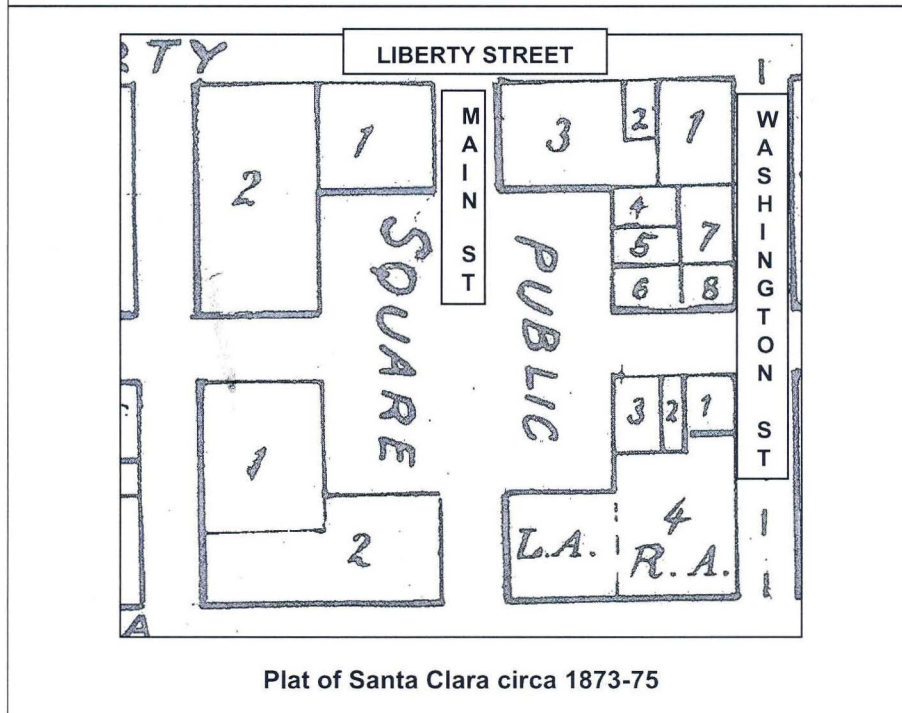 RTY
LIBERTY STREET
MAIN ST
WASHINGTON ST
2
1
3
2
1
4
5
7
6
8
SQUARE
PUBLIC
1
2
3
2
1
L.A.
4
R.A.
A
Plat of Santa Clara circa 1873-75